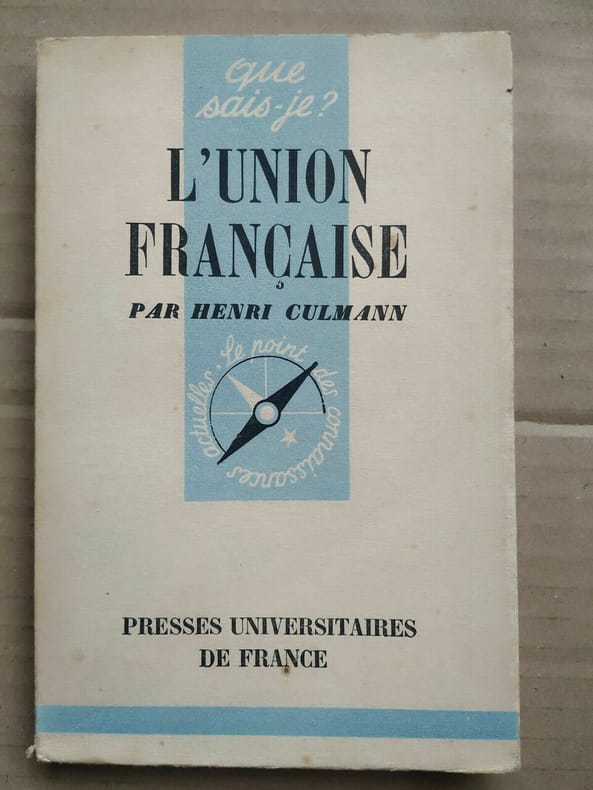 que
sais-je?
L'UNION
FRANÇAISE
PAR HENRI CULMANN
Le point des connaissances actuelles.
PRESSES UNIVERSITAIRES
DE FRANCE